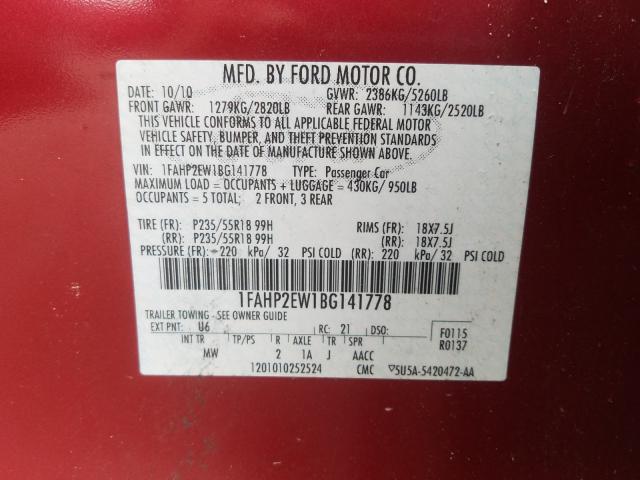 MFD. BY FORD MOTOR CO.
DATE: 10/10 GVWR: 2386KG/5260LB
FRONT GAWR: 1279KG/2820LB REAR GAWR: 1143KG/2520LB
THIS VEHICLE CONFORMS TO ALL APPLICABLE FEDERAL MOTOR
VEHICLE SAFETY, BUMPER, AND THEFT PREVENTION STANDARDS
IN EFFECT ON THE DATE OF MANUFACTURE SHOWN ABOVE.
VIN: 1FAHP2EW1BG141778 TYPE: Passenger Car
MAXIMUM LOAD = OCCUPANTS + LUGGAGE = 430KG/ 950LB
OCCUPANTS = 5 TOTAL: 2 FRONT, 3 REAR
TIRE (FR): P235/55R18 99H RIMS (FR): 18X7.5J
(RR): P235/55R18 99H (RR): 18X7.5J
PRESSURE (FR): 220 kPa/ 32 PSI COLD (RR): 220 kPa/ 32 PSI COLD
1FAHP2EW1BG141778
TRAILER TOWING - SEE OWNER GUIDE
EXT PNT: U6 RC: 21 DSO: F0115
INT TR TP/PS R AXLE TR SPR R0137
MW 2 1A J AACC
1201010252524 CMC 5U5A-5420472-AA